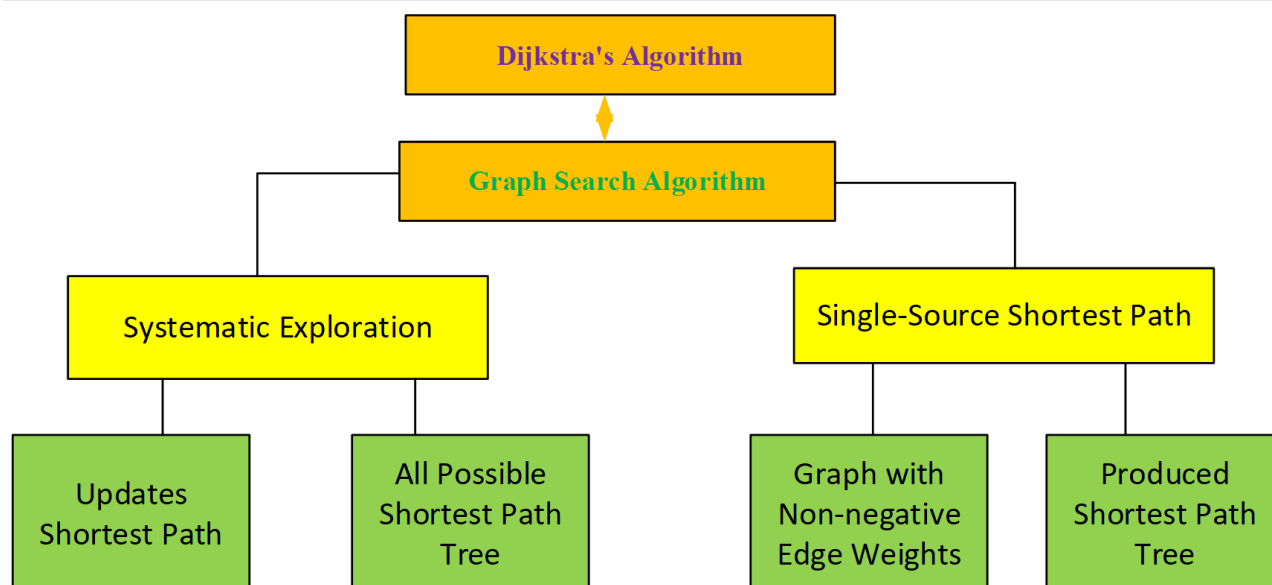 Dijkstra's Algorithm
Graph Search Algorithm
Systematic Exploration
Single-Source Shortest Path
Updates
Shortest Path
All Possible
Shortest Path
Tree
Graph with
Non-negative
Edge Weights
Produced
Shortest Path
Tree